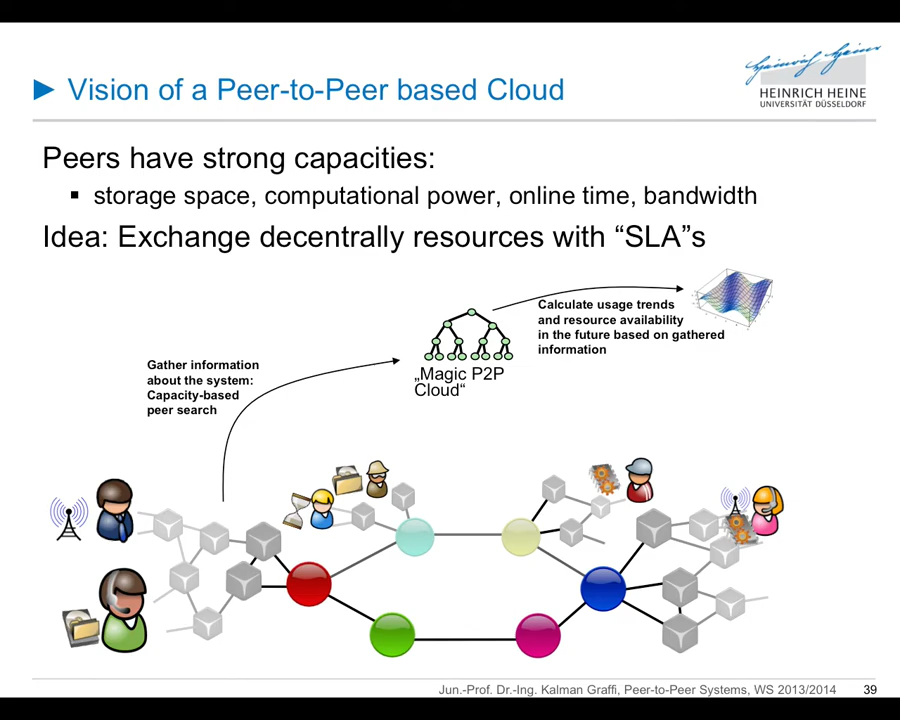 Vision of a Peer-to-Peer based Cloud
Heinrich Heine
HEINRICH HEINE
UNIVERSITÄT DÜSSELDORF
Peers have strong capacities:
storage space, computational power, online time, bandwidth
Idea: Exchange decentrally resources with “SLA”s
Calculate usage trends
and resource availability
in the future based on gathered
information
Gather information
about the system:
Capacity-based
peer search
„Magic P2P
Cloud“
Jun.-Prof. Dr.-Ing. Kalman Graffi, Peer-to-Peer Systems, WS 2013/2014
39